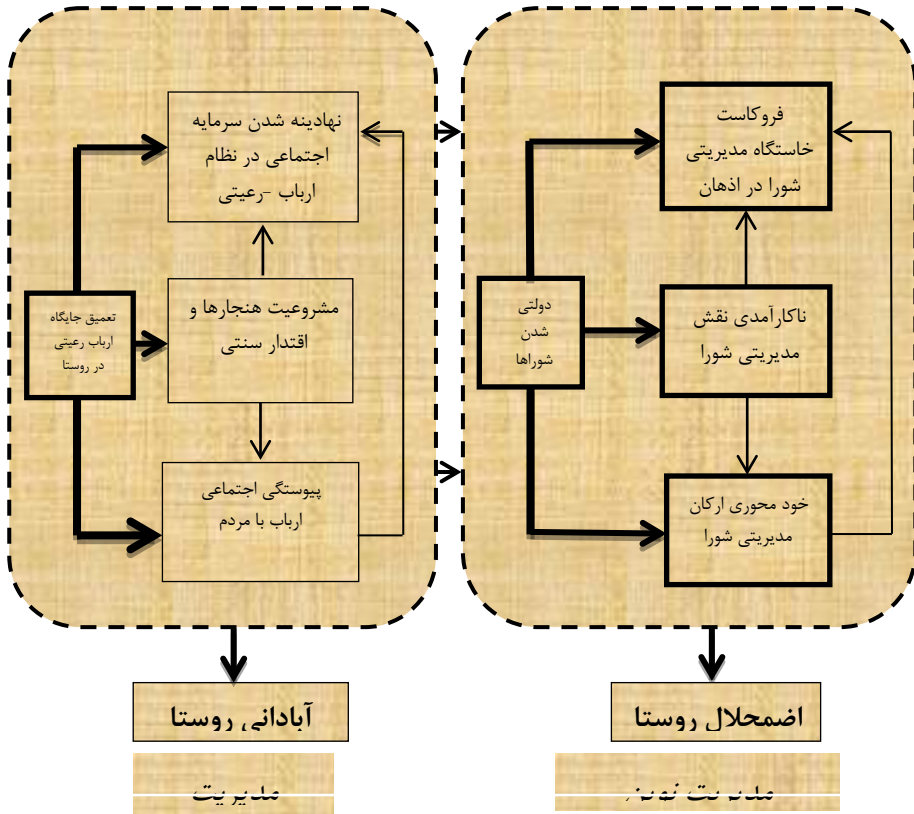 فروکاست
خاستگاه مدیریتی
شورا در اذهان
دولتی
شدن
شوراها
ناکارآمدی نقش
مدیریتی شورا
خود محوری ارکان
مدیریتی شورا
اضمحلال روستا
مدیریت نوین
نهادینه شدن سرمایه
اجتماعی در نظام
ارباب -رعیتی
تعمیق جایگاه
ارباب رعیتی
در روستا
مشروعیت هنجارها و
اقتدار سنتی
پیوستگی اجتماعی
ارباب با مردم
آبادانی روستا
مدیریت